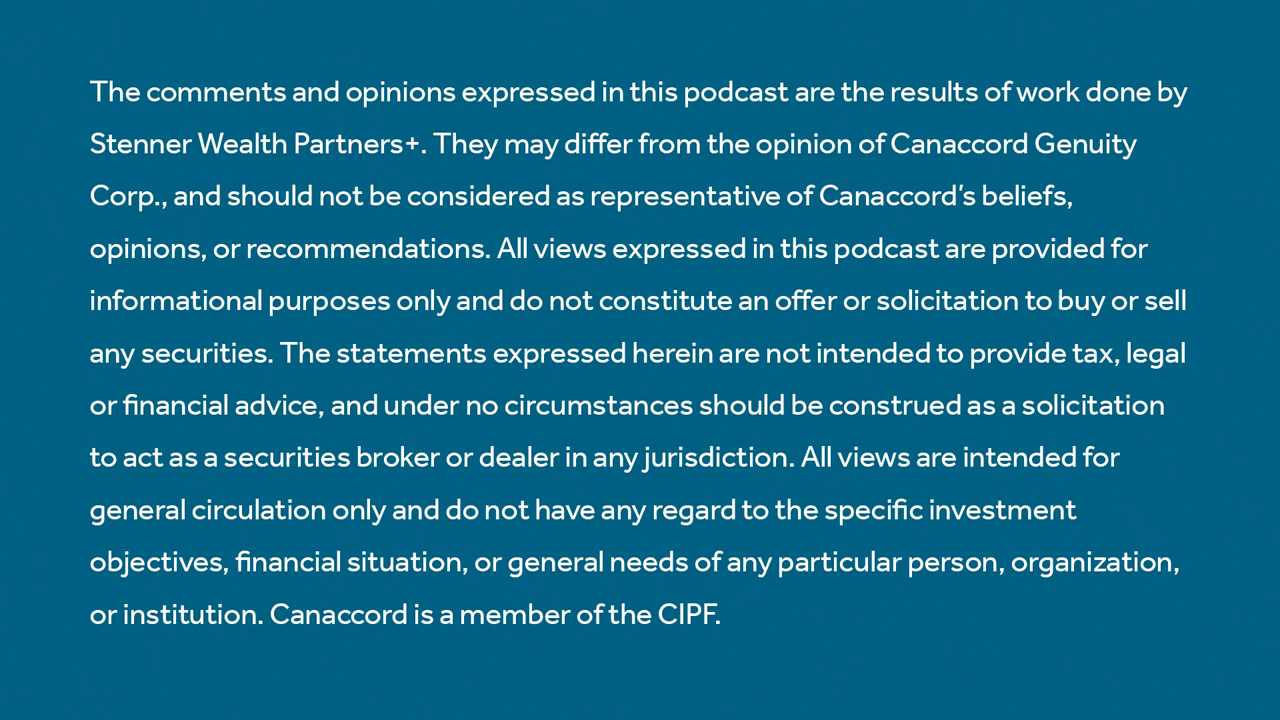 The comments and opinions expressed in this podcast are the results of work done by
Stenner Wealth Partners+. They may differ from the opinion of Canaccord Genuity
Corp., and should not be considered as representative of Canaccord's beliefs,
opinions, or recommendations. All views expressed in this podcast are provided for
informational purposes only and do not constitute an offer or solicitation to buy or sell
any securities. The statements expressed herein are not intended to provide tax, legal
or financial advice, and under no circumstances should be construed as a solicitation
to act as a securities broker or dealer in any jurisdiction. All views are intended for
general circulation only and do not have any regard to the specific investment
objectives, financial situation, or general needs of any particular person, organization,
or institution. Canaccord is a member of the CIPF.